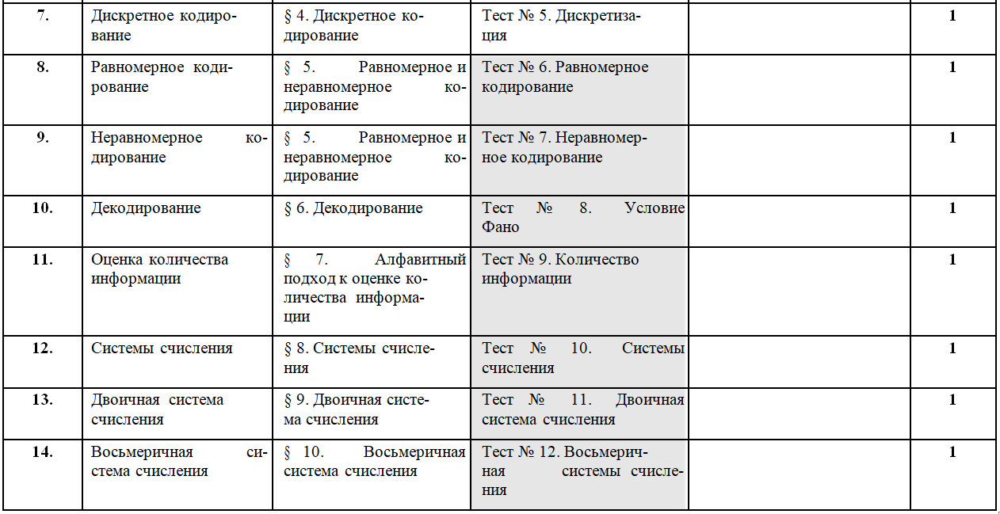 7.
Дискретное кодиро-
вание
§ 4. Дискретное ко-
дирование
Тест № 5. Дискретиза-
ция
1
8.
Равномерное коди-
рование
§ 5. Равномерное и
неравномерное ко-
дирование
Тест № 6. Равномерное
кодирование
1
9.
Неравномерное ко-
дирование
§ 5. Равномерное и
неравномерное ко-
дирование
Тест № 7. Неравномер-
ное кодирование
1
10.
Декодирование
§ 6. Декодирование
Тест № 8. Условие
Фано
1
11.
Оценка количества
информации
§ 7. Алфавитный
подход к оценке ко-
личества информа-
ции
Тест № 9. Количество
информации
1
12.
Системы счисления
§ 8. Системы счисле-
ния
Тест № 10. Системы
счисления
1
13.
Двоичная система
счисления
§ 9. Двоичная систе-
ма счисления
Тест № 11. Двоичная
система счисления
1
14.
Восьмеричная си-
стема счисления
§ 10. Восьмеричная
система счисления
Тест № 12. Восьмерич-
ная системы счисле-
ния
1